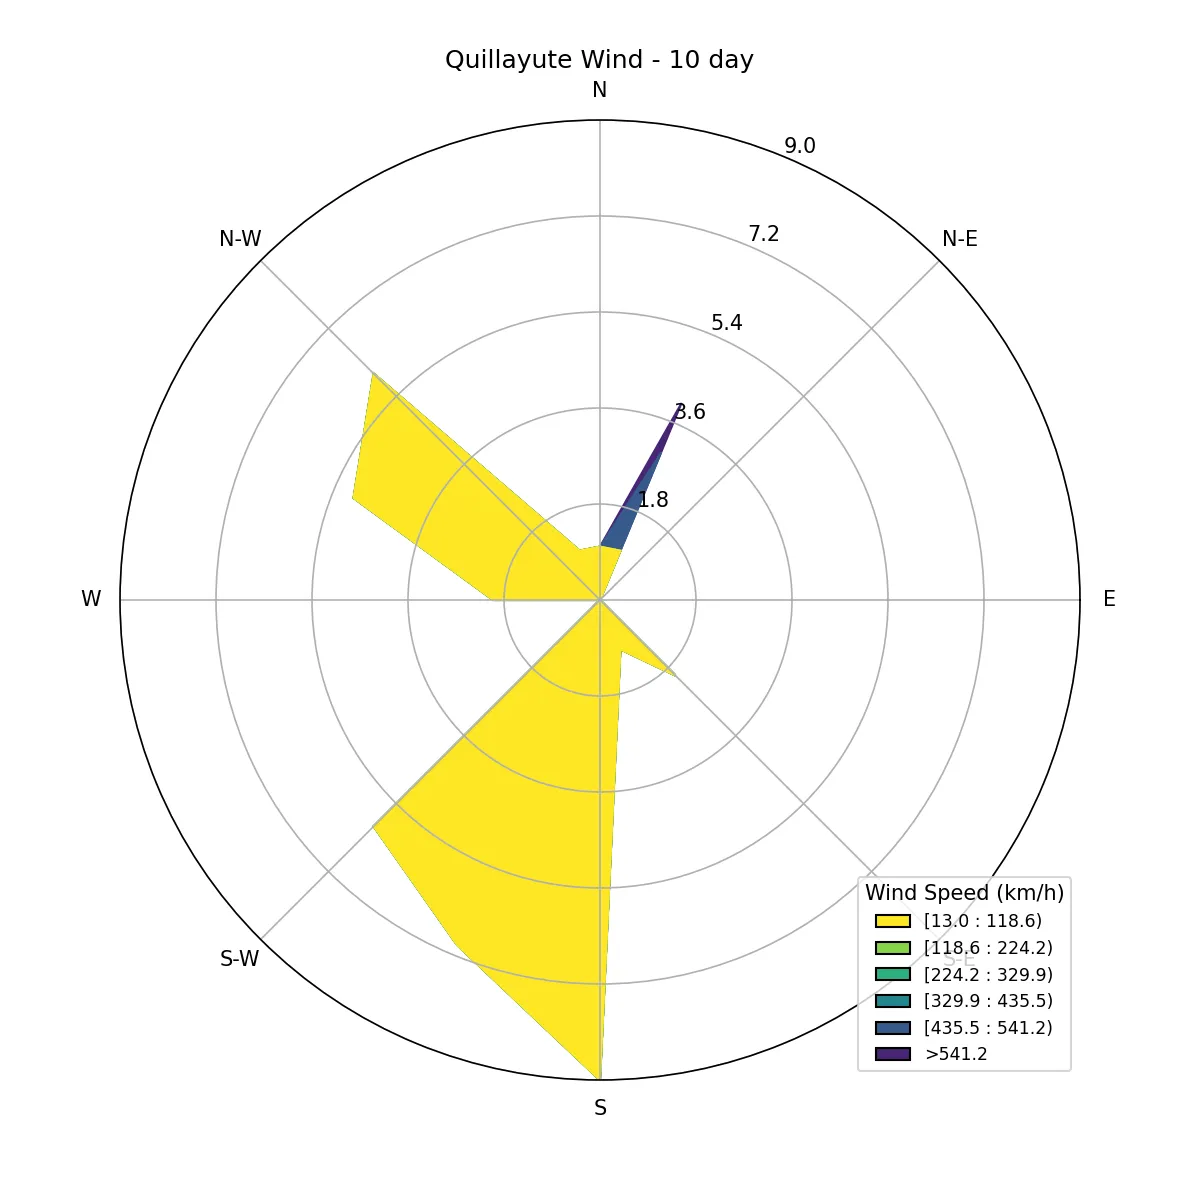 Quillayute Wind - 10 day
N
9.0
N-W
7.2
N-E
5.4
3.6
1.8
W
E
Wind Speed (km/h)
[13.0 : 118.6)
[118.6 : 224.2)
S-W
S-E
[224.2 : 329.9)
[329.9 : 435.5)
[435.5 : 541.2)
>541.2
S